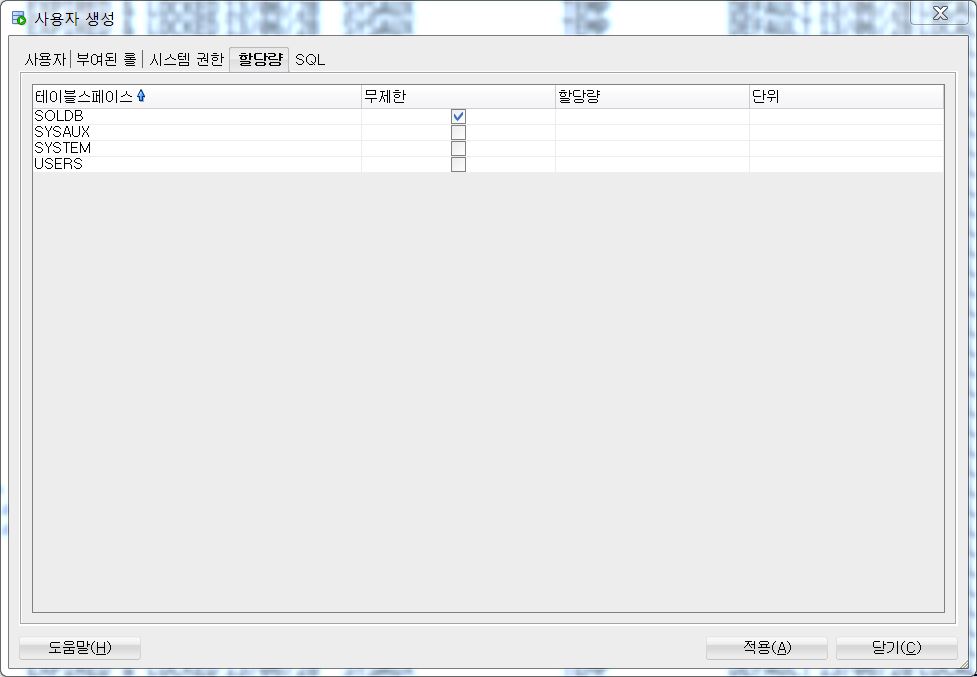 사용자 생성
사용자 부여된 롤 시스템 권한 할당량 SQL
테이블스페이스 무제한 할당량 단위
SOLDB
SYSAUX
SYSTEM
USERS
도움말(H) 적용(A) 닫기(C)